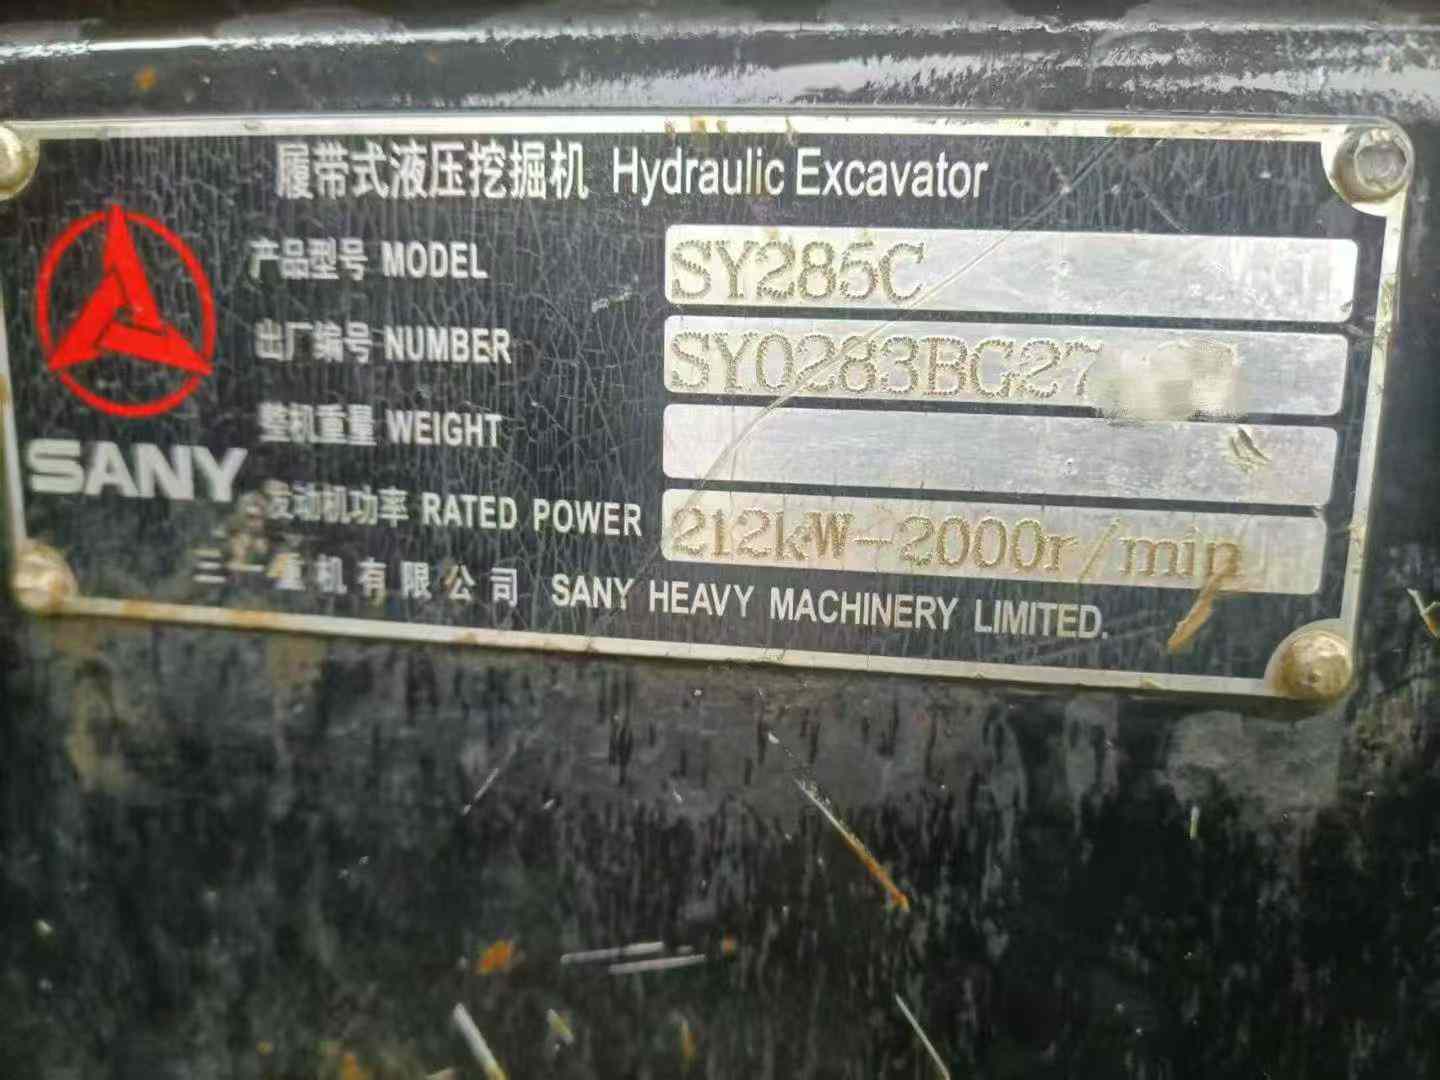 履带式液压挖掘机 Hydraulic Excavator
产品型号 MODEL SY285C
出厂编号 NUMBER SY0283BG27
整机重量 WEIGHT
SANY
发动机功率 RATED POWER 212kW-2000r/min
三一重机有限公司 SANY HEAVY MACHINERY LIMITED.